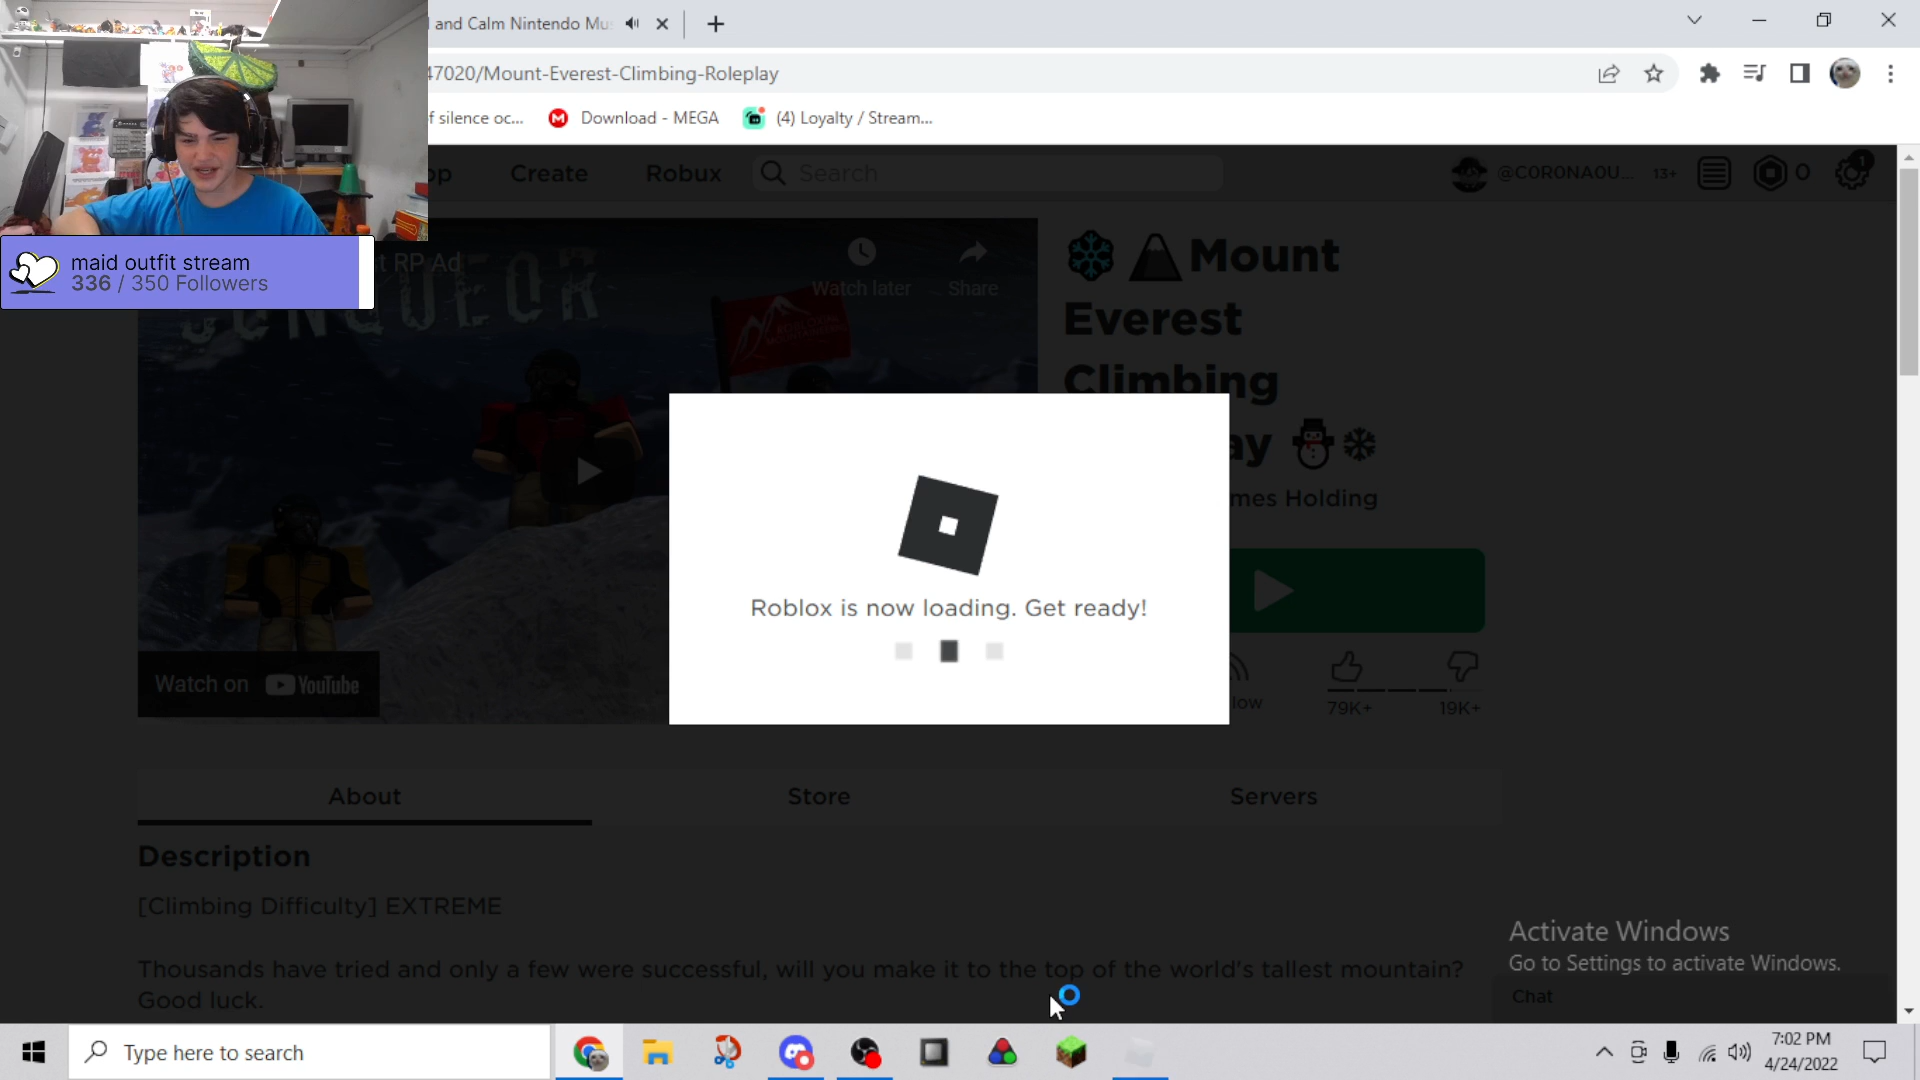 and Calm Nintendo Mu
47020/Mount-Everest-Climbing-Roleplay
f silence oc...
Download - MEGA
(4) Loyalty / Stream...
op
Create
Robux
Search
@CORONAOU...
13+
0
1
maid outfit stream
336 / 350 Followers
t RP Ad
CONQUEOR
Watch later
Share
Watch on YouTube
Mount
Everest
Climbing
ay
mes Holding
Roblox is now loading. Get ready!
low
79K+
19K+
About
Store
Servers
Description
[Climbing Difficulty] EXTREME
Thousands have tried and only a few were successful, will you make it to the top of the world's tallest mountain?
Good luck.
Activate Windows
Go to Settings to activate Windows.
Chat
Type here to search
7:02 PM
4/24/2022